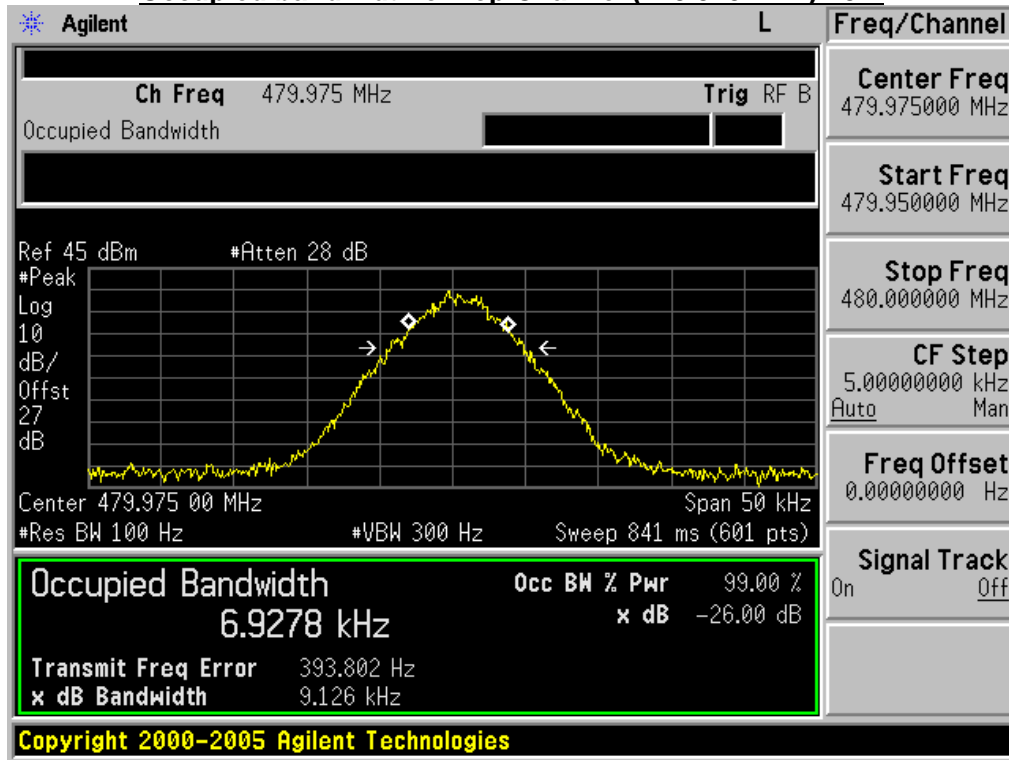 Agilent L Freq/Channel
Ch Freq 479.975 MHz Trig RF B
Occupied Bandwidth
Center Freq
479.975000 MHz
Start Freq
479.950000 MHz
Stop Freq
480.000000 MHz
CF Step
5.00000000 kHz
Auto Man
Freq Offset
0.00000000 Hz
Signal Track
On Off
Ref 45 dBm #Atten 28 dB
#Peak
Log
10
dB/
Offst
27
dB
Center 479.975 00 MHz Span 50 kHz
#Res BW 100 Hz #VBW 300 Hz Sweep 841 ms (601 pts)
Occupied Bandwidth Occ BW % Pwr 99.00 %
6.9278 kHz x dB -26.00 dB
Transmit Freq Error 393.802 Hz
x dB Bandwidth 9.126 kHz
Copyright 2000-2005 Agilent Technologies